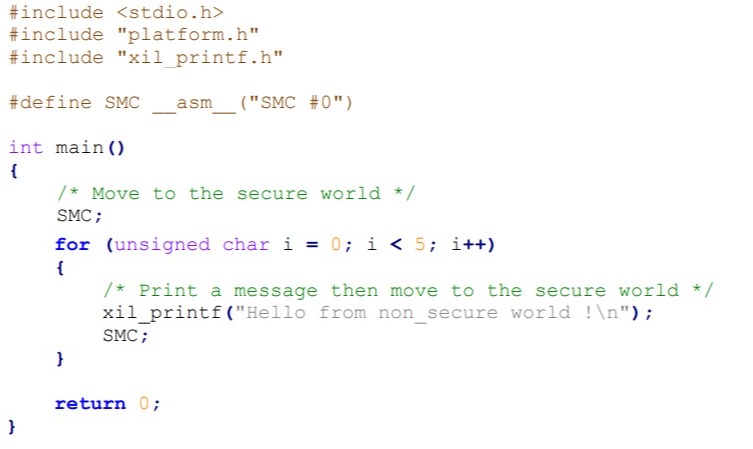 #include <stdio.h>
#include "platform.h"
#include "xil_printf.h"
#define SMC __asm__("SMC #0")
int main()
{
/* Move to the secure world */
SMC;
for (unsigned char i = 0; i < 5; i++)
{
/* Print a message then move to the secure world */
xil_printf("Hello from non_secure world !\n");
SMC;
}
return 0;
}